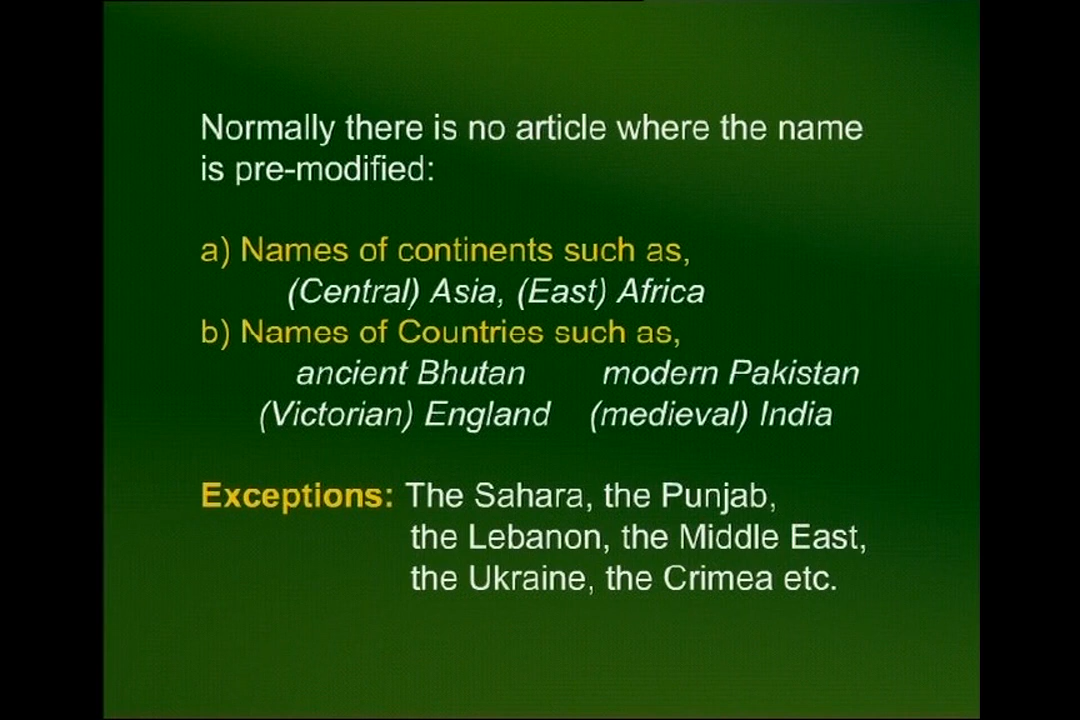 Normally there is no article where the name
is pre-modified:
a) Names of continents such as,
(Central) Asia, (East) Africa
b) Names of Countries such as,
ancient Bhutan modern Pakistan
(Victorian) England (medieval) India
Exceptions: The Sahara, the Punjab,
the Lebanon, the Middle East,
the Ukraine, the Crimea etc.